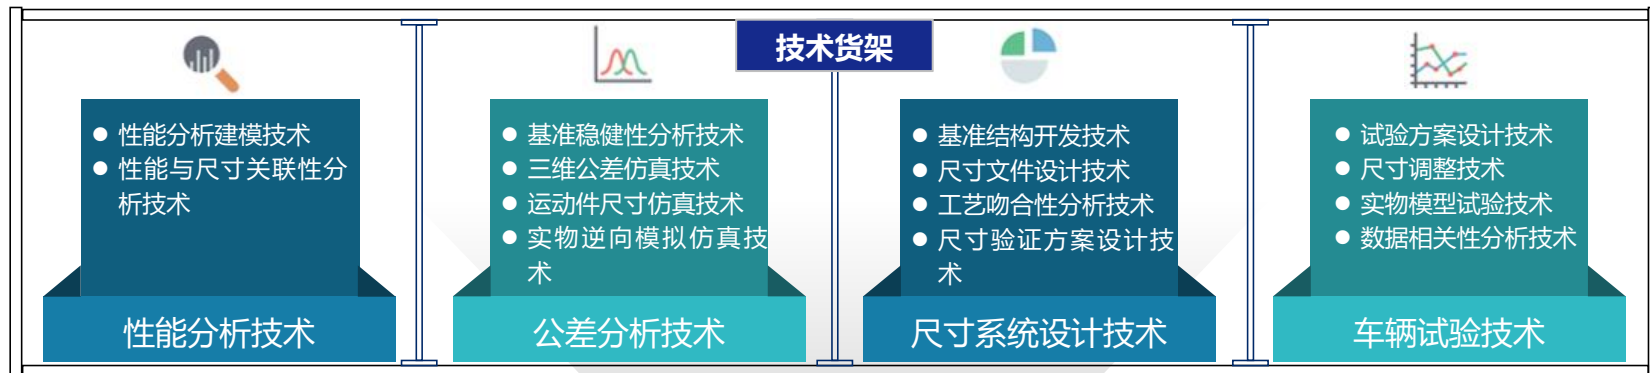 技术货架
性能分析建模技术
性能与尺寸关联性分
析技术
性能分析技术
基准稳健性分析技术
三维公差仿真技术
运动件尺寸仿真技术
实物逆向模拟仿真技
术
公差分析技术
基准结构开发技术
尺寸文件设计技术
工艺吻合性分析技术
尺寸验证方案设计技
术
尺寸系统设计技术
试验方案设计技术
尺寸调整技术
实物模型试验技术
数据相关性分析技术
车辆试验技术